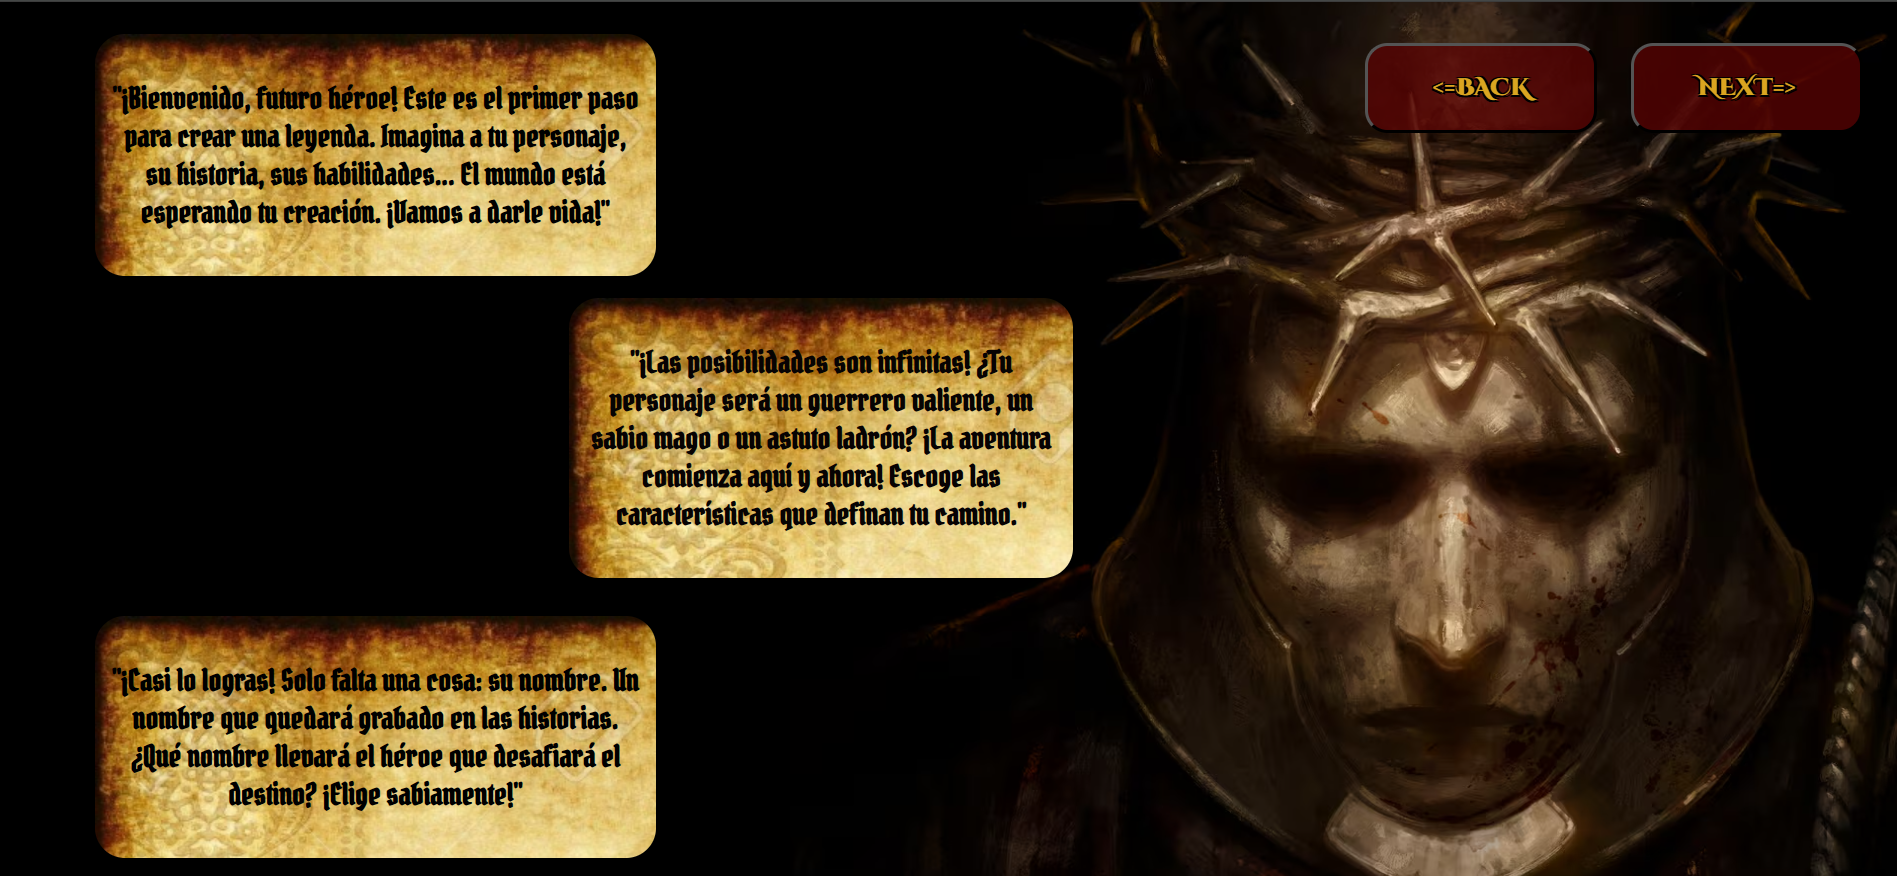 "¡Bienvenido, futuro héroe! Este es el primer paso
para crear una leyenda. Imagina a tu personaje,
su historia, sus habilidades... El mundo está
esperando tu creación. ¡Vamos a darle vida!"
<=BACK
NEXT=>
"¡Las posibilidades son infinitas! ¿Tu
personaje será un guerrero valiente, un
sabio mago o un astuto ladrón? ¡La aventura
comienza aquí y ahora! Escoge las
características que definan tu camino."
"¡Casi lo logras! Solo falta una cosa: su nombre. Un
nombre que quedará grabado en las historias.
¿Qué nombre llevará el héroe que desafiará el
destino? ¡Elige sabiamente!"